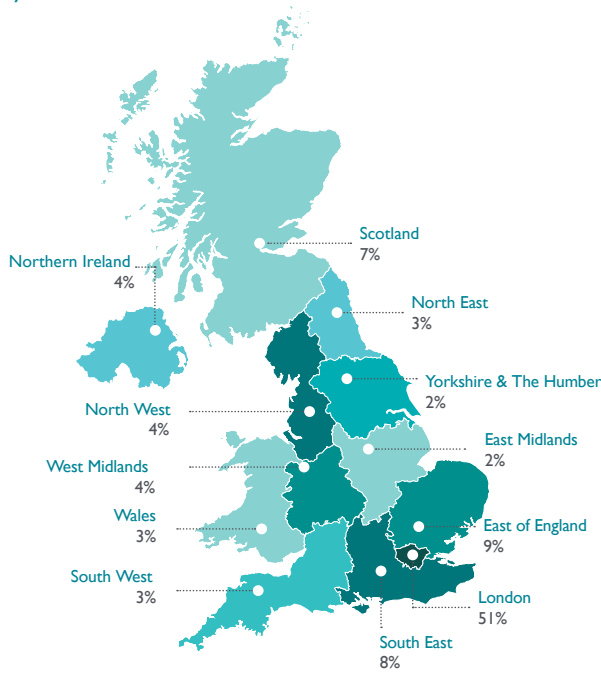 Scotland
7%
Northern Ireland
4%
North East
3%
Yorkshire & The Humber
2%
North West
4%
East Midlands
2%
West Midlands
4%
Wales
3%
East of England
9%
South West
3%
London
51%
South East
8%